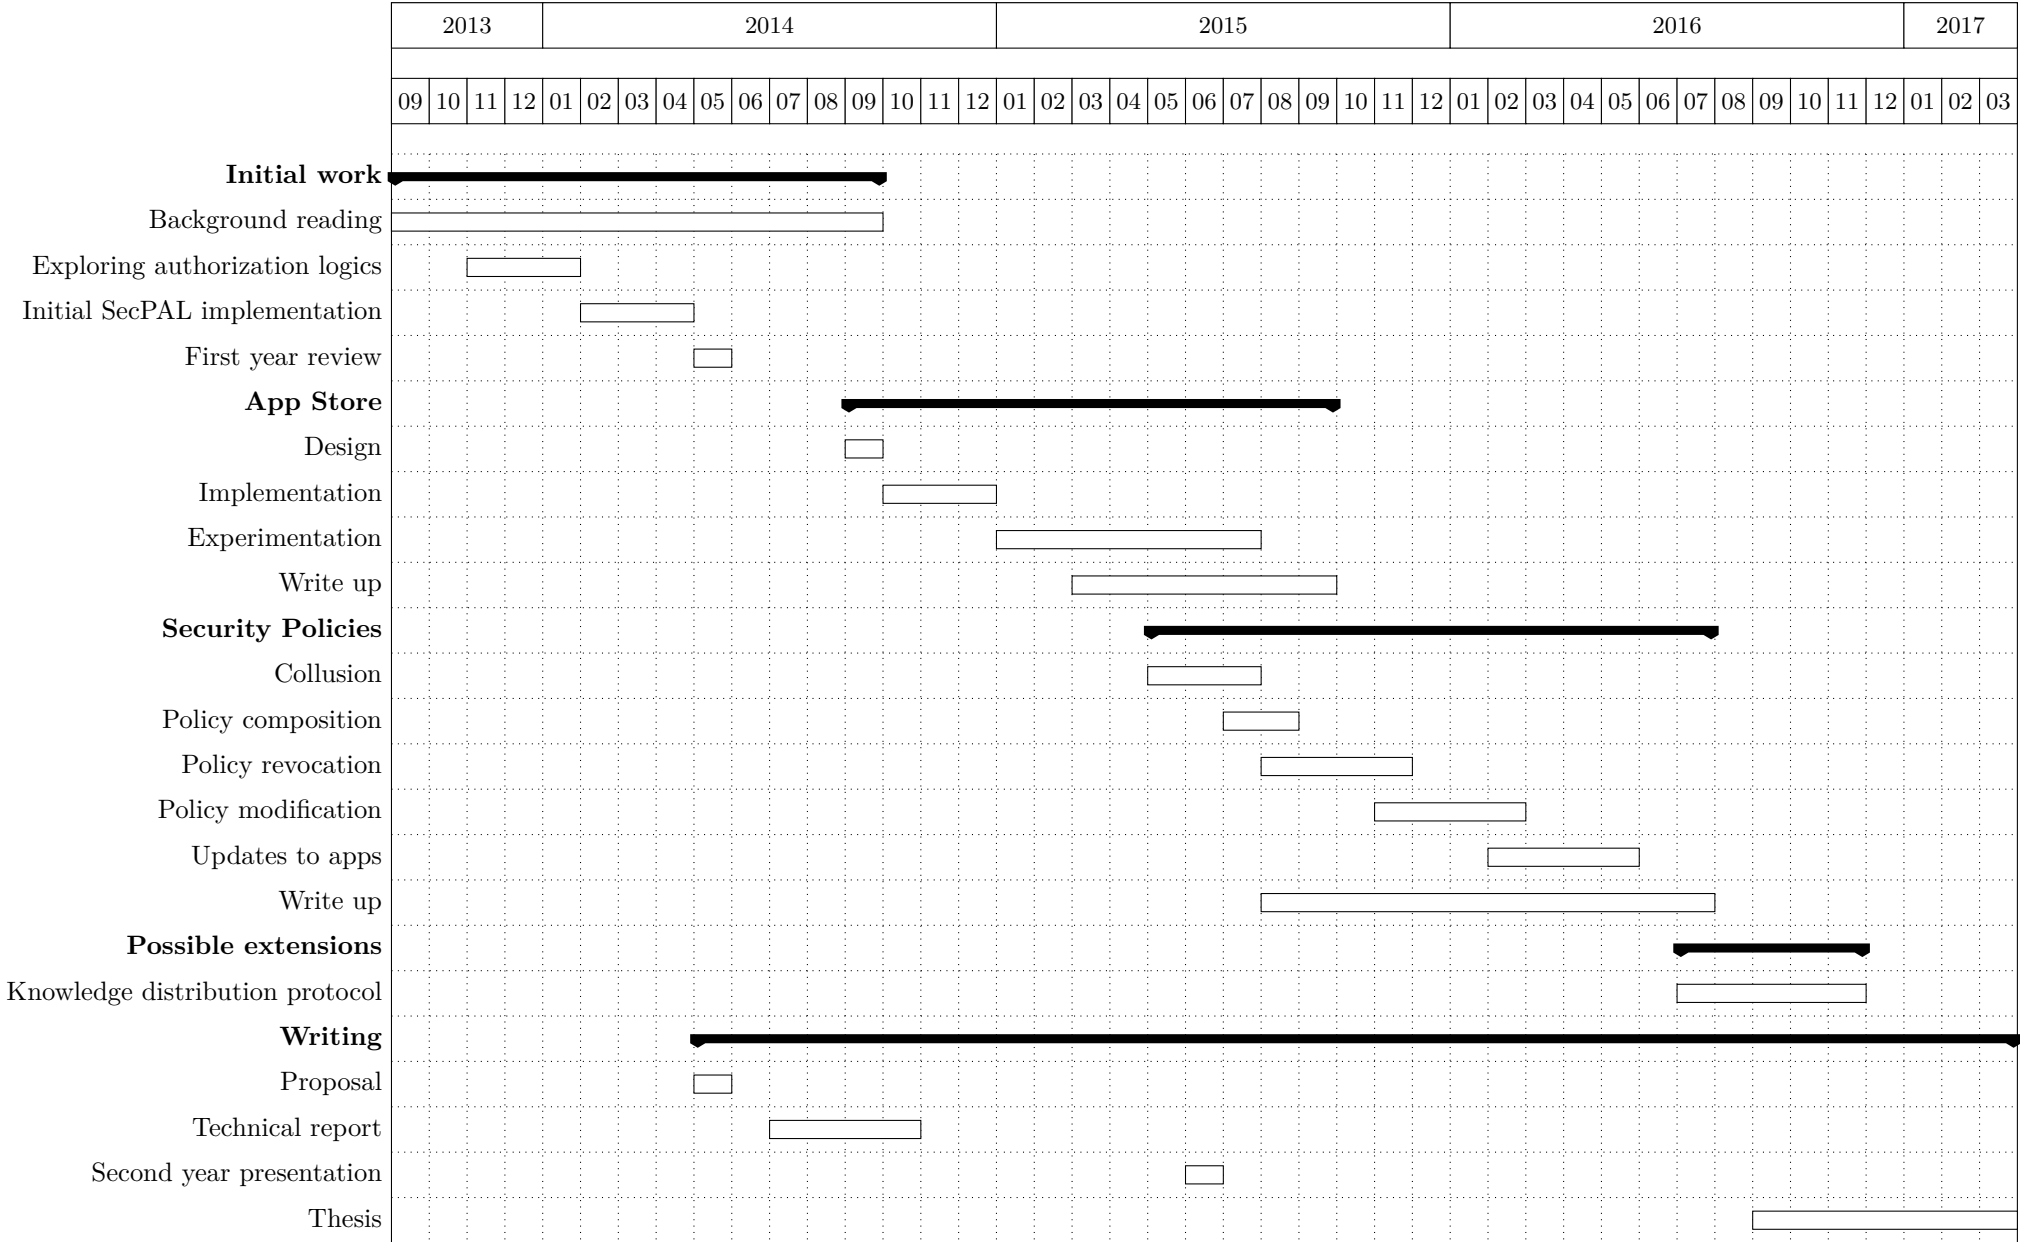 2013 2014 2015 2016 2017
09 10 11 12 01 02 03 04 05 06 07 08 09 10 11 12 01 02 03 04 05 06 07 08 09 10 11 12 01 02 03 04 05 06 07 08 09 10 11 12 01 02 03
Initial work
Background reading
Exploring authorization logics
Initial SecPAL implementation
First year review
App Store
Design
Implementation
Experimentation
Write up
Security Policies
Collusion
Policy composition
Policy revocation
Policy modification
Updates to apps
Write up
Possible extensions
Knowledge distribution protocol
Writing
Proposal
Technical report
Second year presentation
Thesis